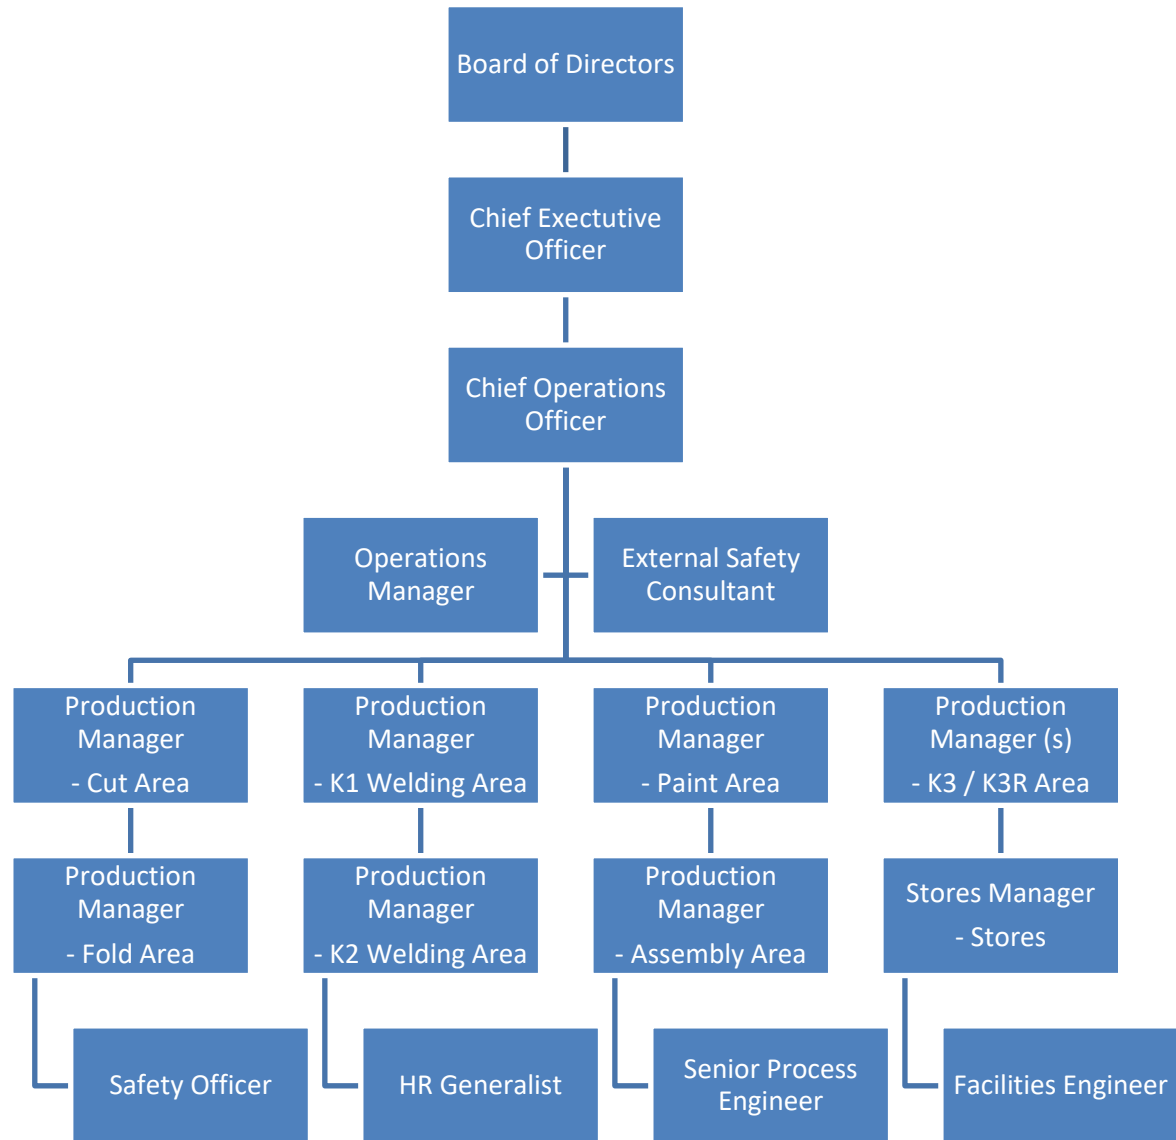 Board of Directors
Chief Exectutive
Officer
Chief Operations
Officer
Operations
Manager
External Safety
Consultant
Production
Manager
- Cut Area
Production
Manager
- K1 Welding Area
Production
Manager
- Paint Area
Production
Manager (s)
- K3 / K3R Area
Production
Manager
- Fold Area
Production
Manager
- K2 Welding Area
Production
Manager
- Assembly Area
Stores Manager
- Stores
Safety Officer
HR Generalist
Senior Process
Engineer
Facilities Engineer